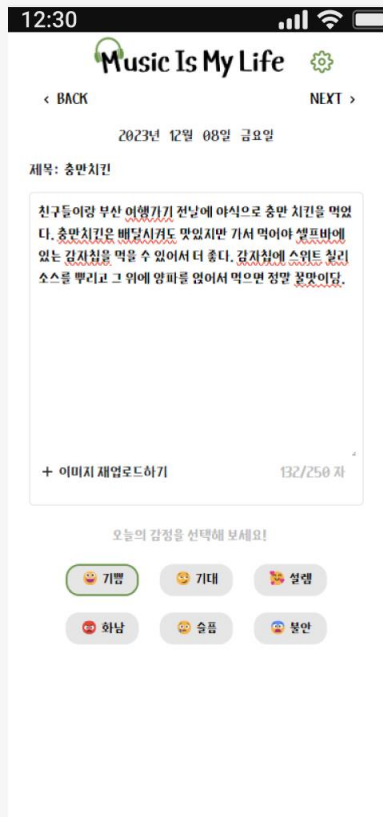 12:30
Music Is My Life
< BACK NEXT >
2023년 12월 08일 금요일
제목: 충만치킨
친구들이랑 부산 여행가기 전날에 야식으로 충만 치킨을 먹었
다. 충만치킨은 배달시켜도 맛있지만 가서 먹어야 셀프바에
있는 감자칩을 먹을 수 있어서 더 좋다. 감자칩에 스위트 칠리
소스를 뿌리고 그 위에 양파를 얹어서 먹으면 정말 꿀맛이담.
+ 이미지 재업로드하기 132/250 자
오늘의 감정을 선택해 보세요!
😀 기쁨 😏 기대 🥰 설렘
😡 화남 😥 슬픔 😨 불안